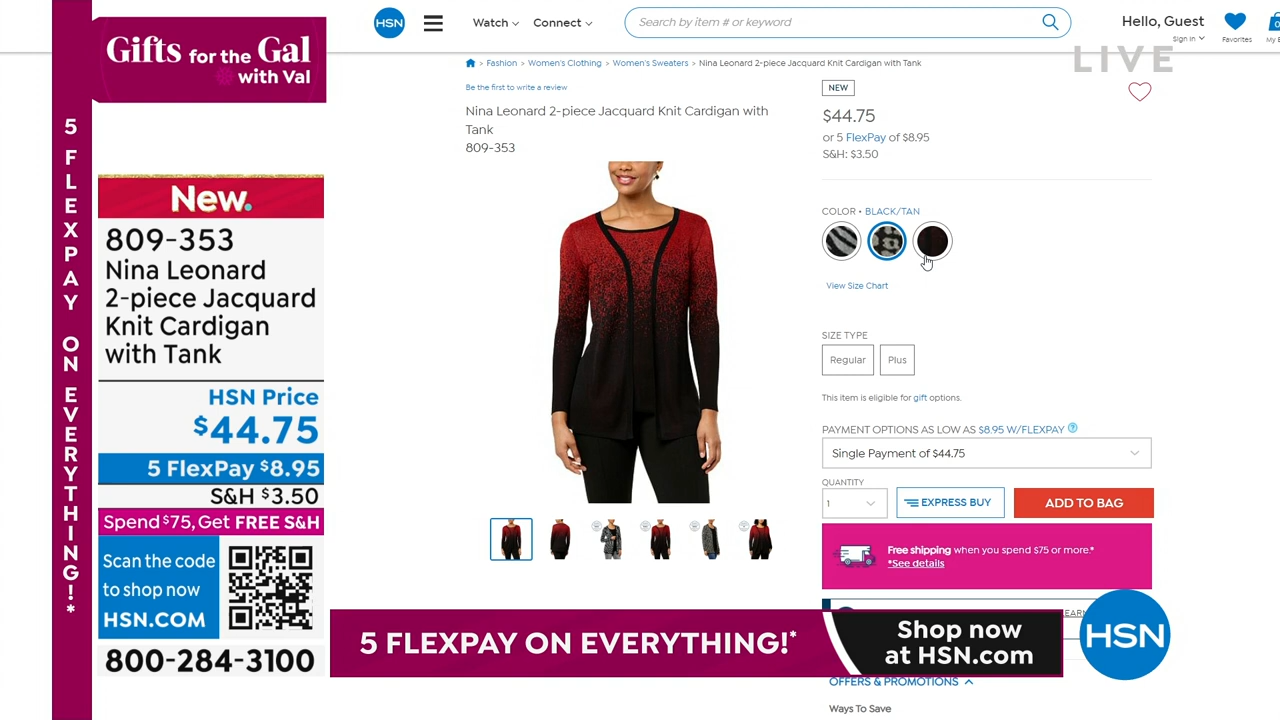 Gifts for the Gal
with Val
5 FLEXPAY ON EVERYTHING!*
New.
809-353
Nina Leonard
2-piece Jacquard
Knit Cardigan
with Tank
HSN Price
$44.75
5 FlexPay $8.95
S&H $3.50
Spend $75, Get FREE S&H
Scan the code
to shop now
HSN.COM
800-284-3100
HSN
Watch
Connect
Search by item # or keyword
Hello, Guest
Sign In
Favorites
LIVE
> Fashion > Women's Clothing > Women's Sweaters > Nina Leonard 2-piece Jacquard Knit Cardigan with Tank
Be the first to write a review
Nina Leonard 2-piece Jacquard Knit Cardigan with
Tank
809-353
NEW
$44.75
or 5 FlexPay of $8.95
S&H: $3.50
COLOR • BLACK/TAN
View Size Chart
SIZE TYPE
Regular
Plus
This item is eligible for gift options.
PAYMENT OPTIONS AS LOW AS $8.95 W/FLEXPAY
Single Payment of $44.75
QUANTITY
1
EXPRESS BUY
ADD TO BAG
Free shipping when you spend $75 or more.*
*See details
5 FLEXPAY ON EVERYTHING!*
Shop now
at HSN.com
HSN
OFFERS & PROMOTIONS
Ways To Save